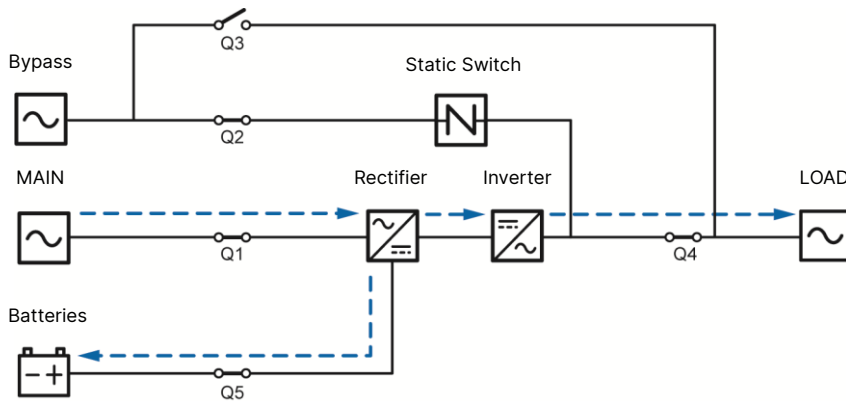 Q3
Bypass
Static Switch
Q2
MAIN
Rectifier
Inverter
LOAD
Q1
Q4
Batteries
Q5